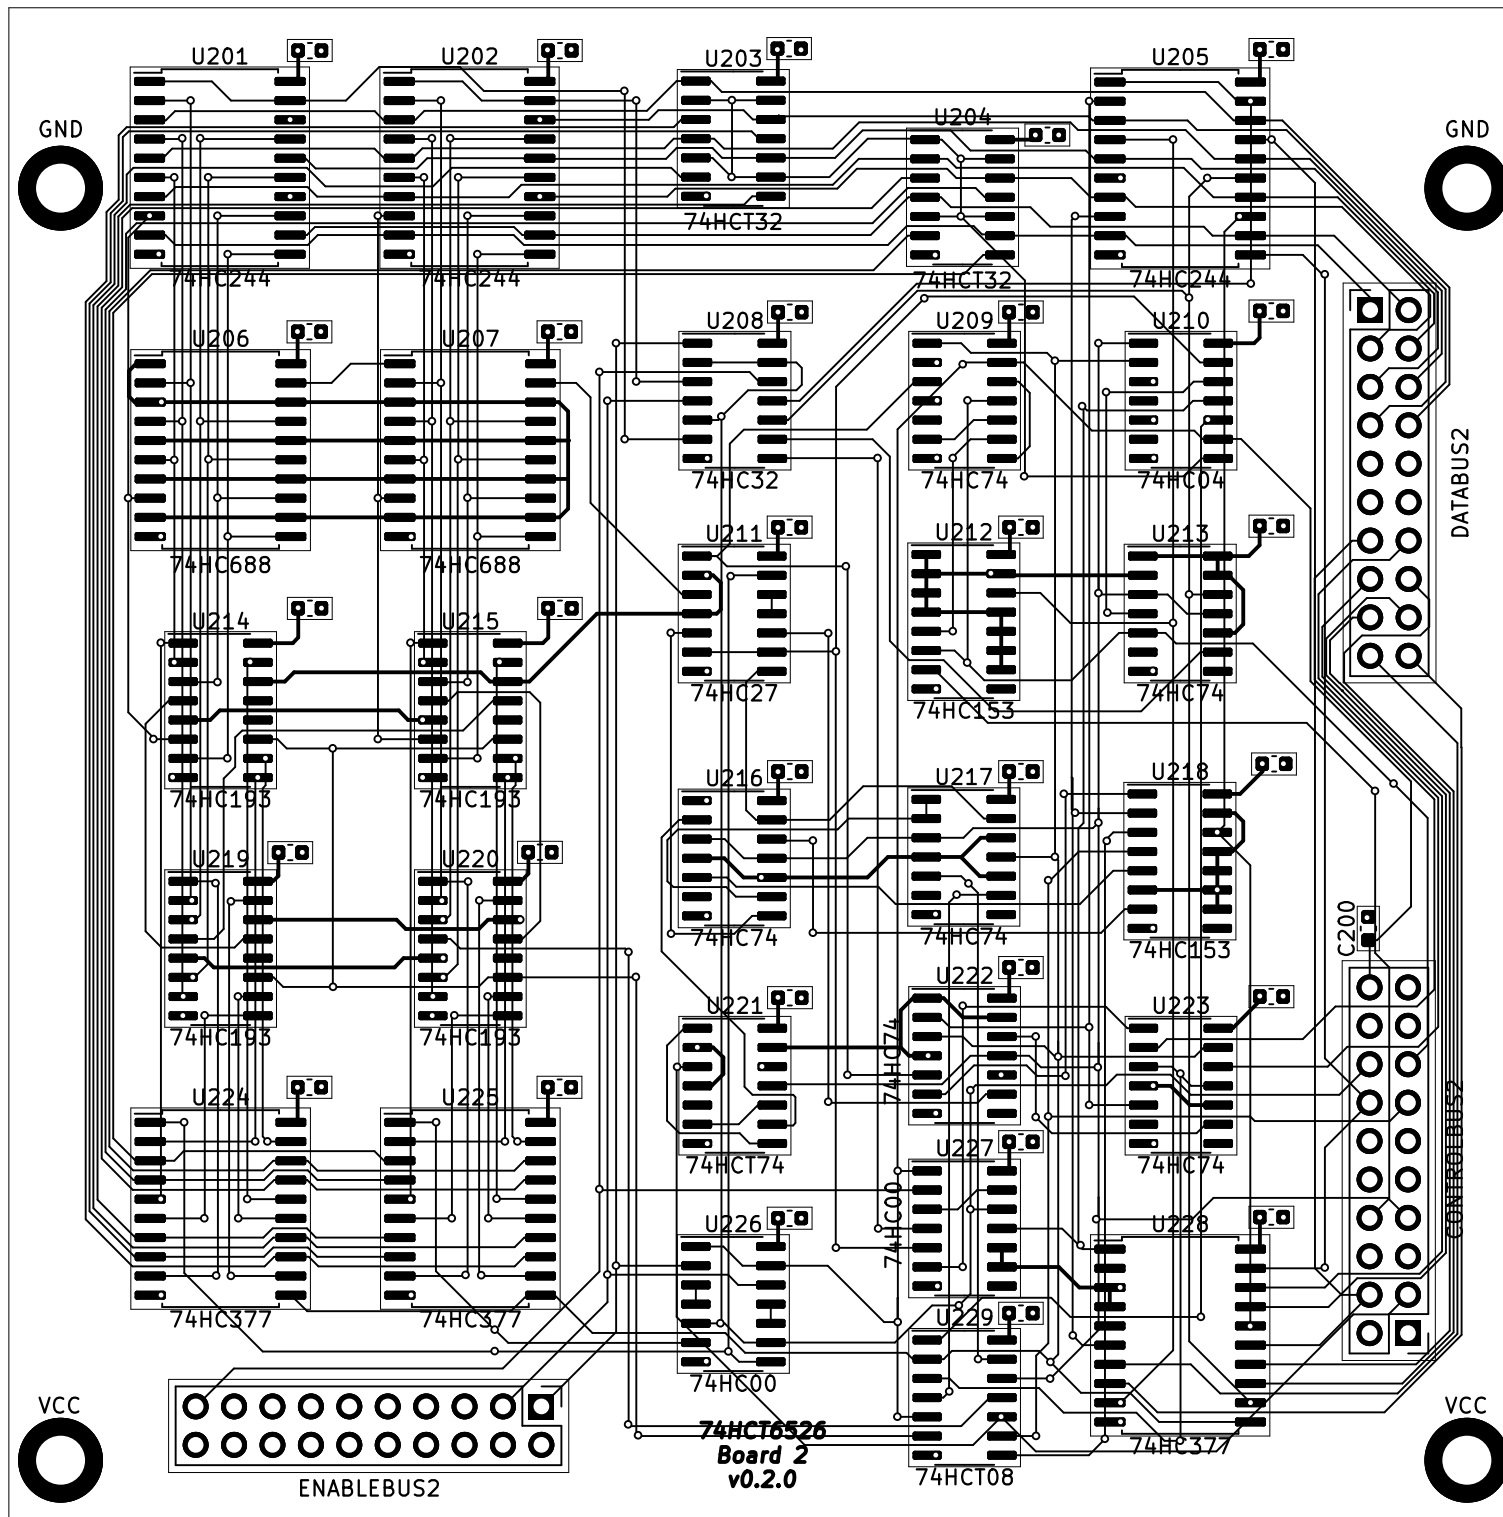 U201
U202
U203
U205
U204
GND
GND
74HCT32
74HC244
74HC244
74HCT32
74HC244
U206
U207
U208
U209
U210
74HC688
74HC688
74HC32
74HC74
74HC04
DATABUS2
U211
U212
U213
U214
U215
74HC27
74HC153
74HC74
74HC193
74HC193
U216
U217
U218
U219
U220
C200
74HC74
74HC74
74HC153
74HC193
74HC193
U221
U222
U223
74HC74
CONTROLBUS2
U224
U225
74HCT74
U227
74HC74
74HC00
U226
U228
74HC377
74HC377
U229
74HC00
VCC
VCC
74HCT6526
Board 2
v0.2.0
74HC377
74HCT08
ENABLEBUS2